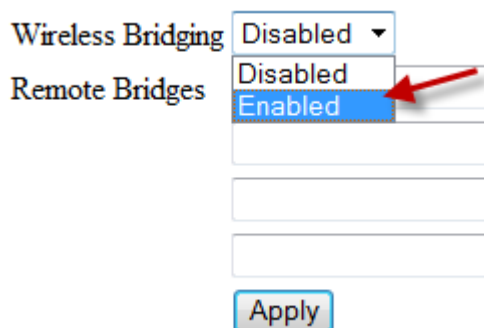 Wireless Bridging Disabled
Disabled
Remote Bridges
Enabled
Apply